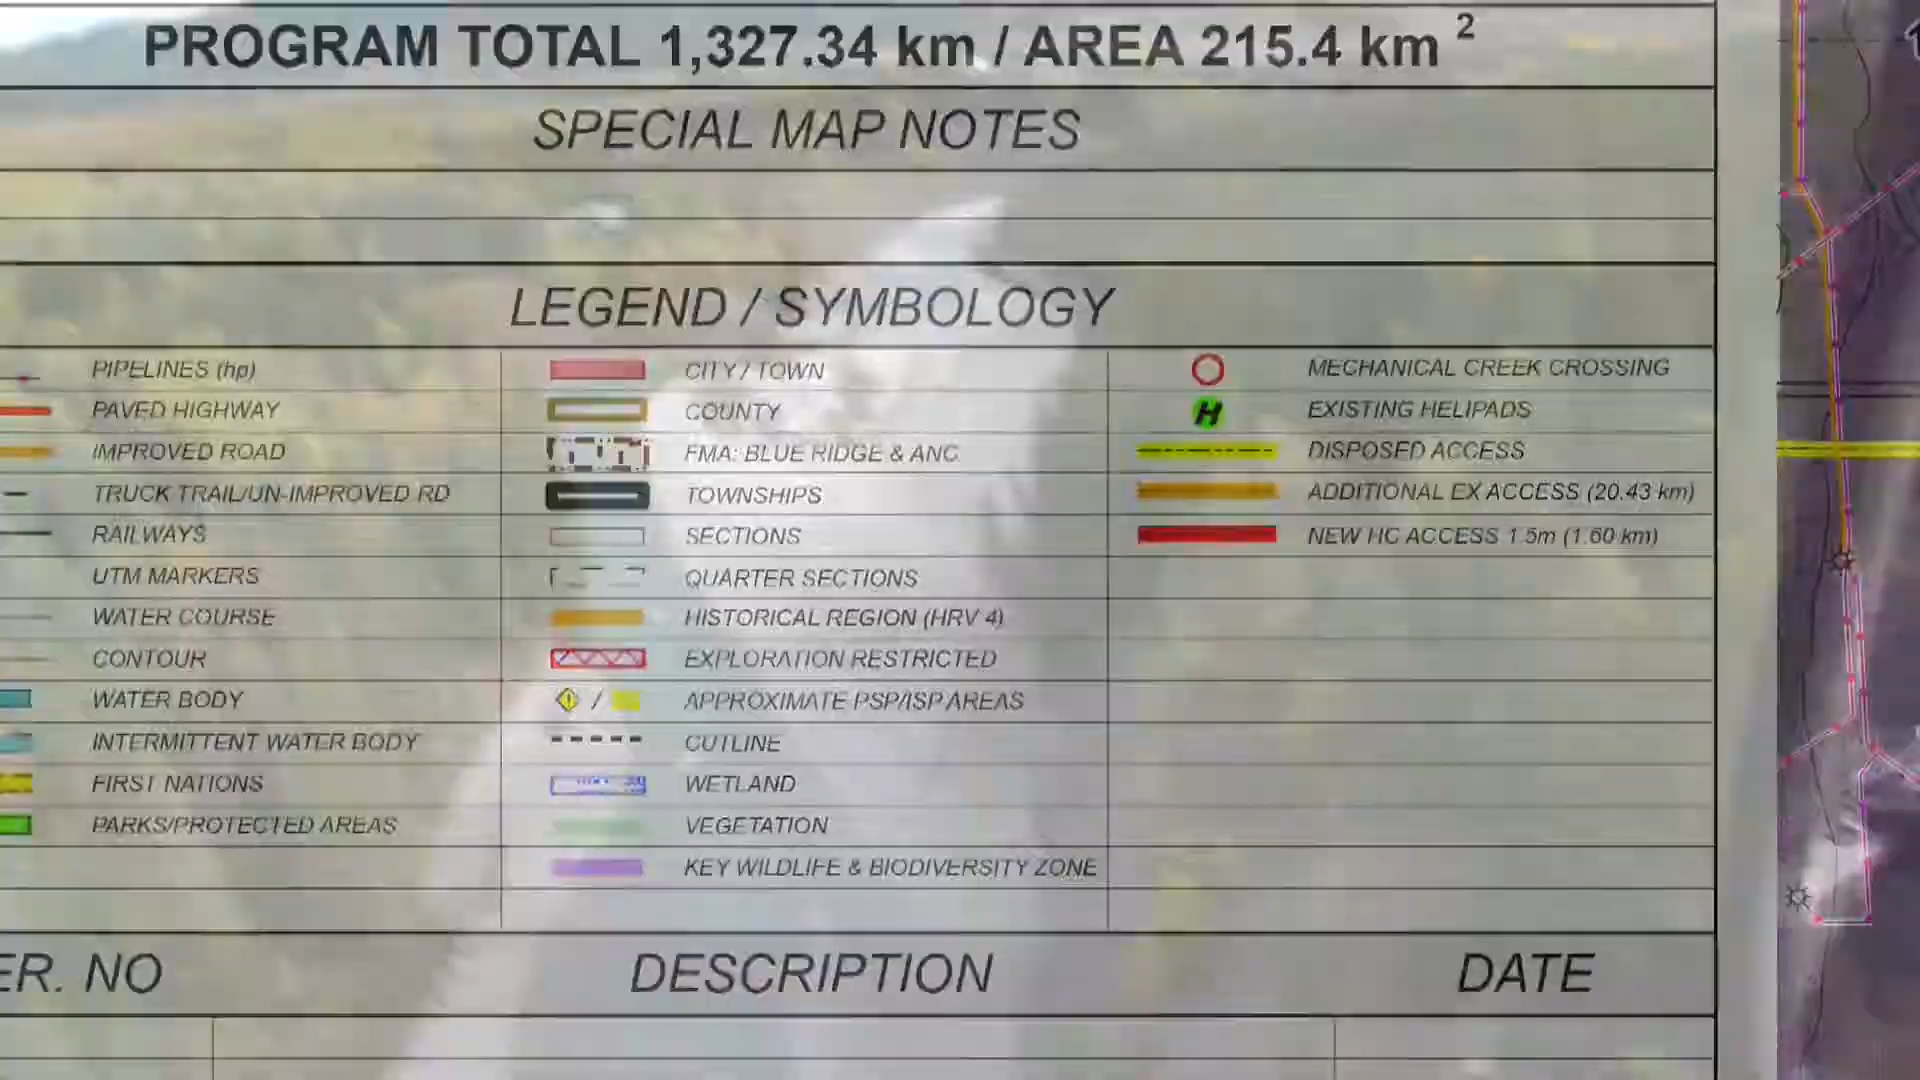 PROGRAM TOTAL 1,327.34 km / AREA 215.4 km 2
SPECIAL MAP NOTES
LEGEND / SYMBOLOGY
PIPELINES (hp)
PAVED HIGHWAY
IMPROVED ROAD
TRUCK TRAIL/UN-IMPROVED RD
RAILWAYS
UTM MARKERS
WATER COURSE
CONTOUR
WATER BODY
INTERMITTENT WATER BODY
FIRST NATIONS
PARKS/PROTECTED AREAS
CITY / TOWN
COUNTY
FMA: BLUE RIDGE & ANC
TOWNSHIPS
SECTIONS
QUARTER SECTIONS
HISTORICAL REGION (HRV 4)
EXPLORATION RESTRICTED
/
APPROXIMATE PSP/ISP AREAS
CUTLINE
WETLAND
VEGETATION
KEY WILDLIFE & BIODIVERSITY ZONE
MECHANICAL CREEK CROSSING
H
EXISTING HELIPADS
DISPOSED ACCESS
ADDITIONAL EX ACCESS (20.43 km)
NEW HC ACCESS 1.5m (1.60 km)
ER. NO
DESCRIPTION
DATE